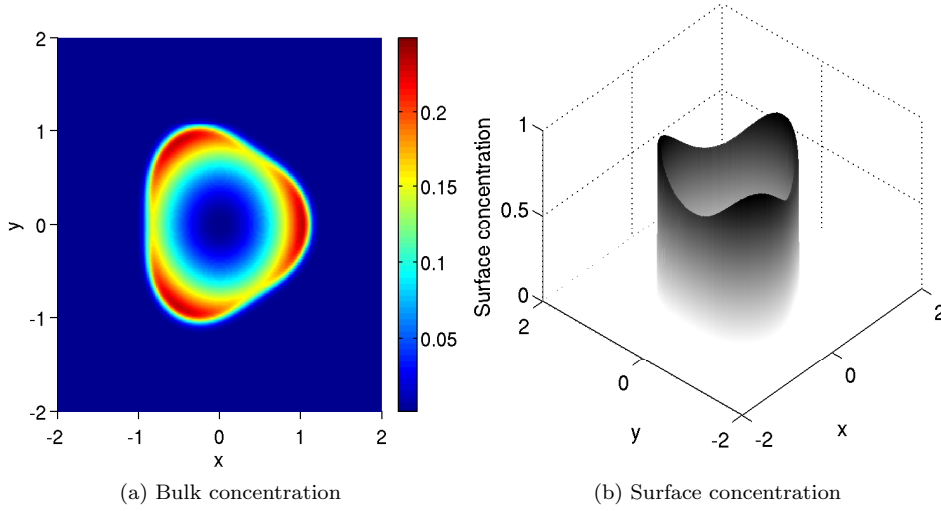 2
1
0
-1
-2
y
-2 -1 0 1 2
x
0.2
0.15
0.1
0.05
(a) Bulk concentration
1
0.5
0
Surface concentration
2
0
-2
y
-2
0
2
x
(b) Surface concentration